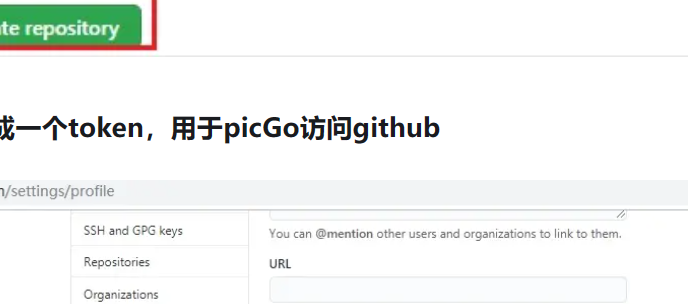 te repository
成一个token，用于picGo访问github
/settings/profile
SSH and GPG keys
You can @mention other users and organizations to link to them.
Repositories
URL
Organizations